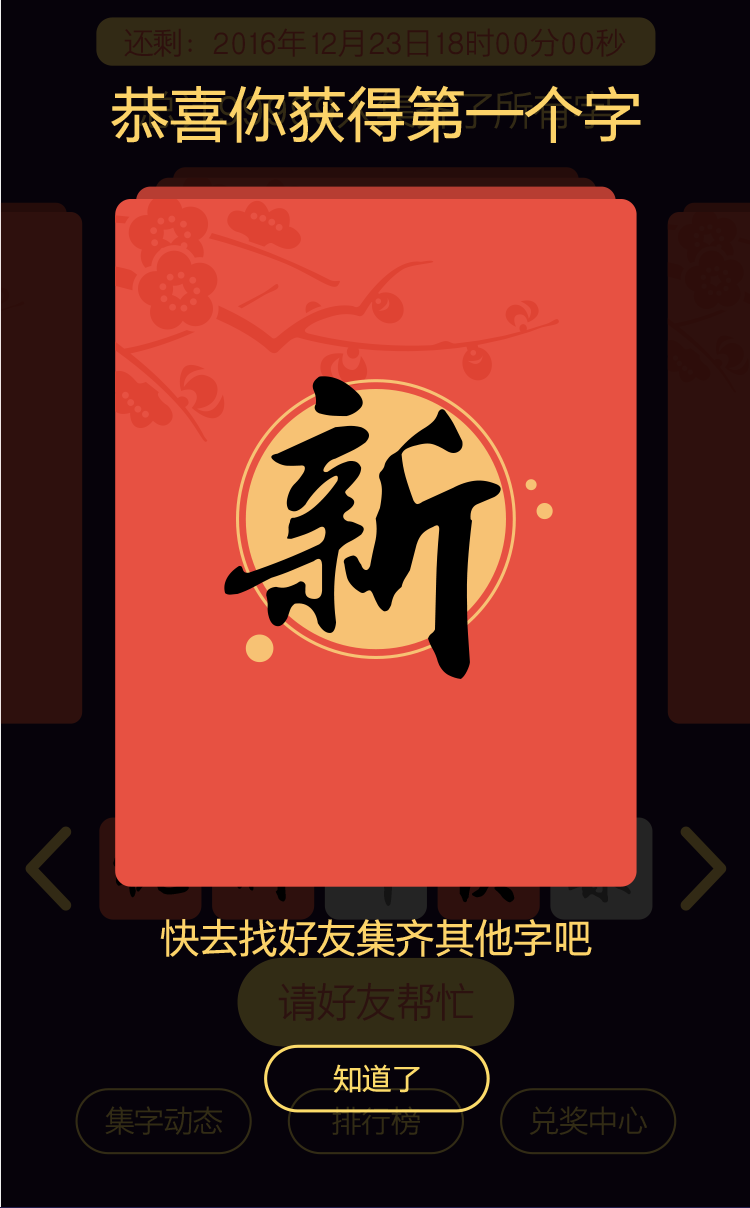 还剩：2016年12月23日18时00分00秒
恭喜你获得第一个字
新
快去找好友集齐其他字吧
请好友帮忙
知道了
集字动态
排行榜
兑奖中心